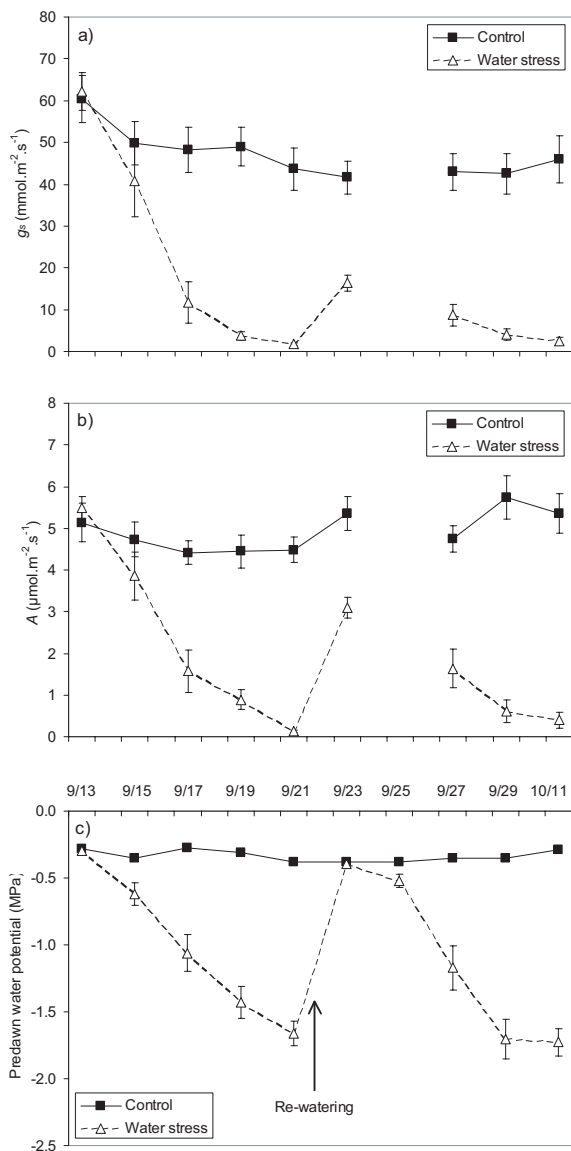 a)
Control
Water stress
80
70
60
50
40
30
20
10
0
gs (mmol.m-2.s-1)
b)
Control
Water stress
8
7
6
5
4
3
2
1
0
A (µmol.m-2.s-1)
9/13 9/15 9/17 9/19 9/21 9/23 9/25 9/27 9/29 10/11
c)
0.0
-0.5
-1.0
-1.5
-2.0
-2.5
Predawn water potential (MPa)
Re-watering
Control
Water stress